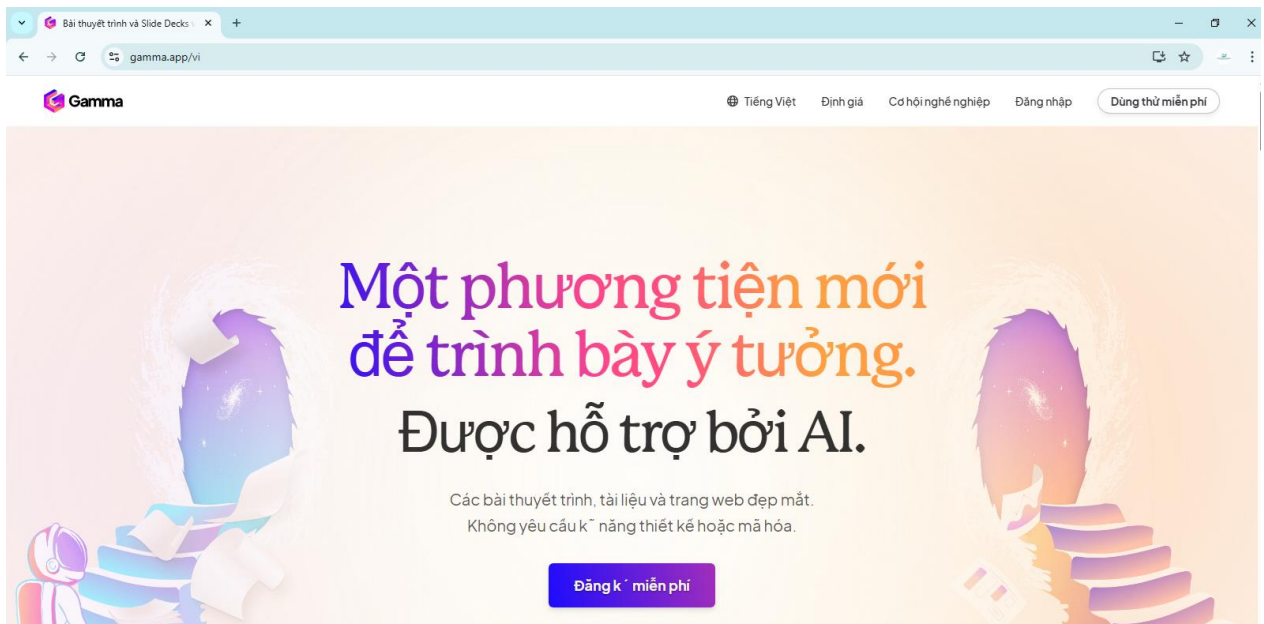 Bài thuyết trình và Slide Decks
gamma.app/vi
Gamma
Tiếng Việt Định giá Cơ hội nghề nghiệp Đăng nhập Dùng thử miễn phí
Một phương tiện mới
để trình bày ý tưởng.
Được hỗ trợ bởi AI.
Các bài thuyết trình, tài liệu và trang web đẹp mắt.
Không yêu cầu k˜ năng thiết kế hoặc mã hóa.
Đăng k´ miễn phí